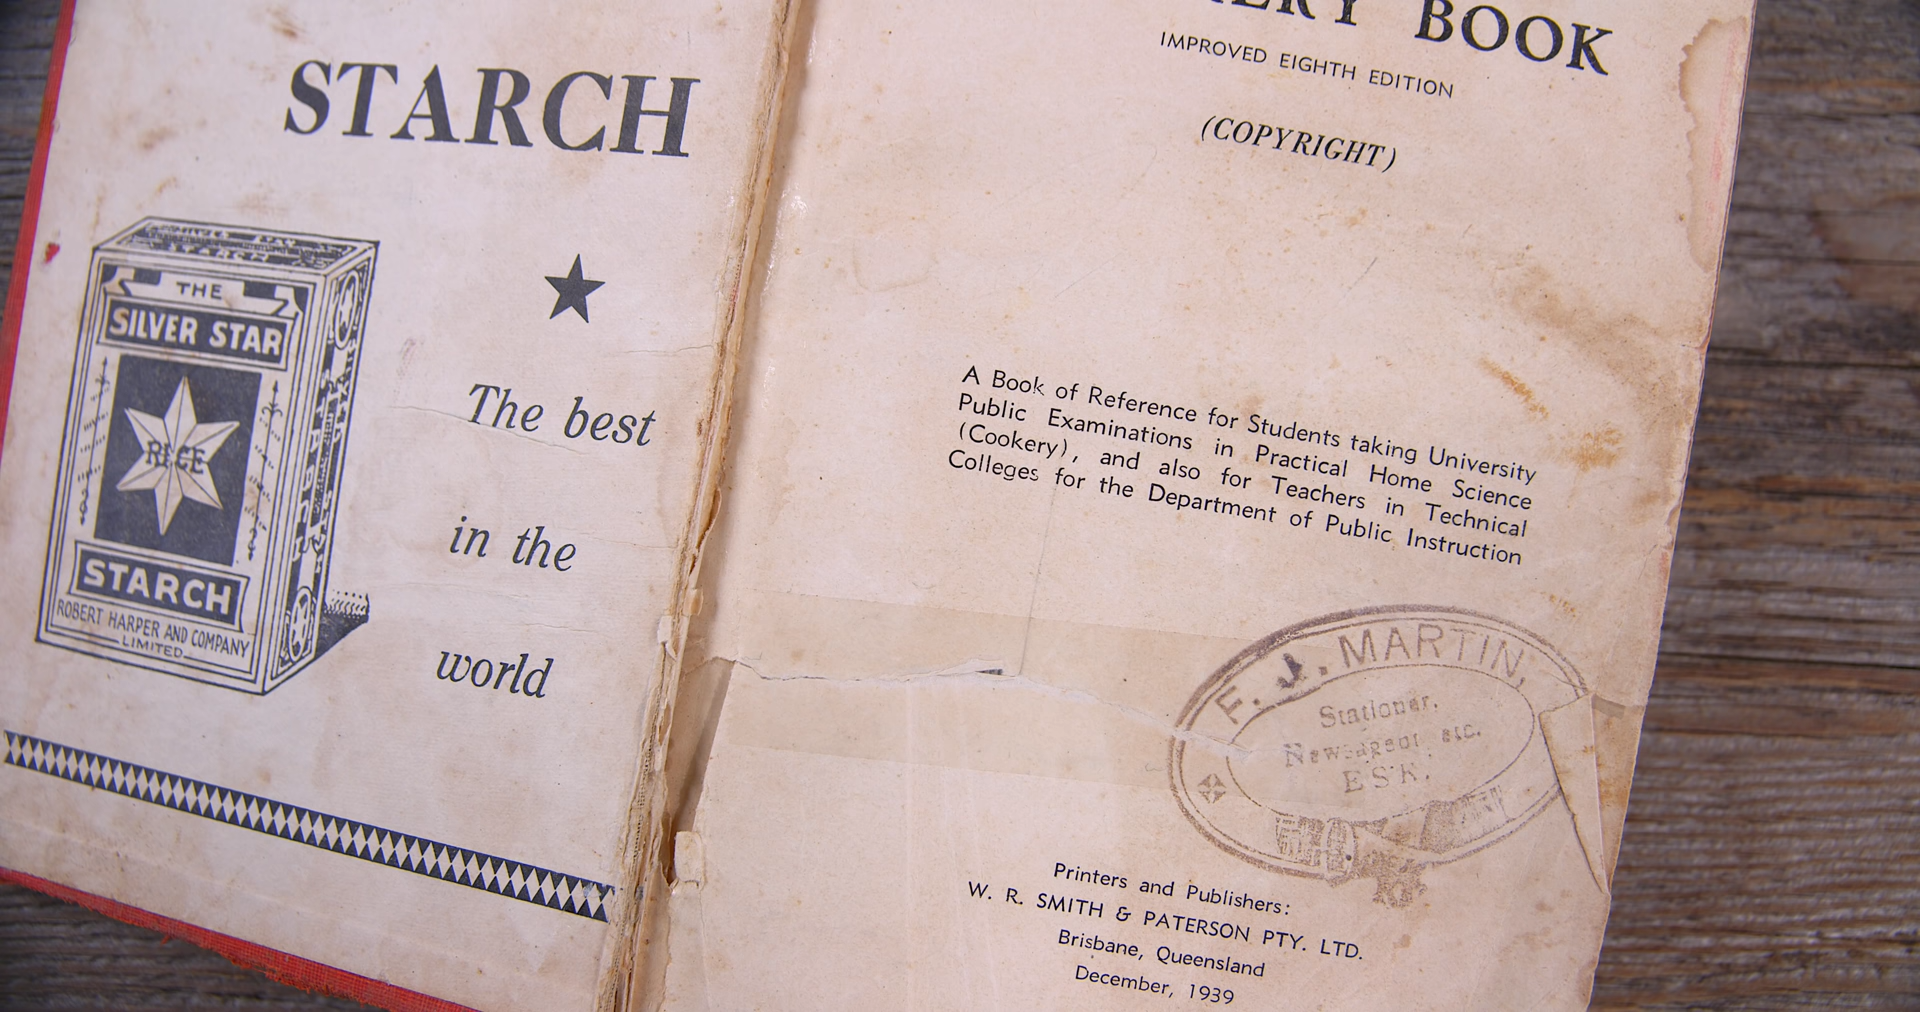 STARCH
THE
SILVER STAR
RICE
STARCH
ROBERT HARPER AND COMPANY
LIMITED
The best
in the
world
BOOK
IMPROVED EIGHTH EDITION
(COPYRIGHT)
A Book of Reference for Students taking University
Public Examinations in Practical Home Science
(Cookery), and also for Teachers in Technical
Colleges for the Department of Public Instruction
F. J. MARTIN,
Stationer,
Newsagent, etc.
ESK.
Printers and Publishers:
W. R. SMITH & PATERSON PTY. LTD.
Brisbane, Queensland
December, 1939